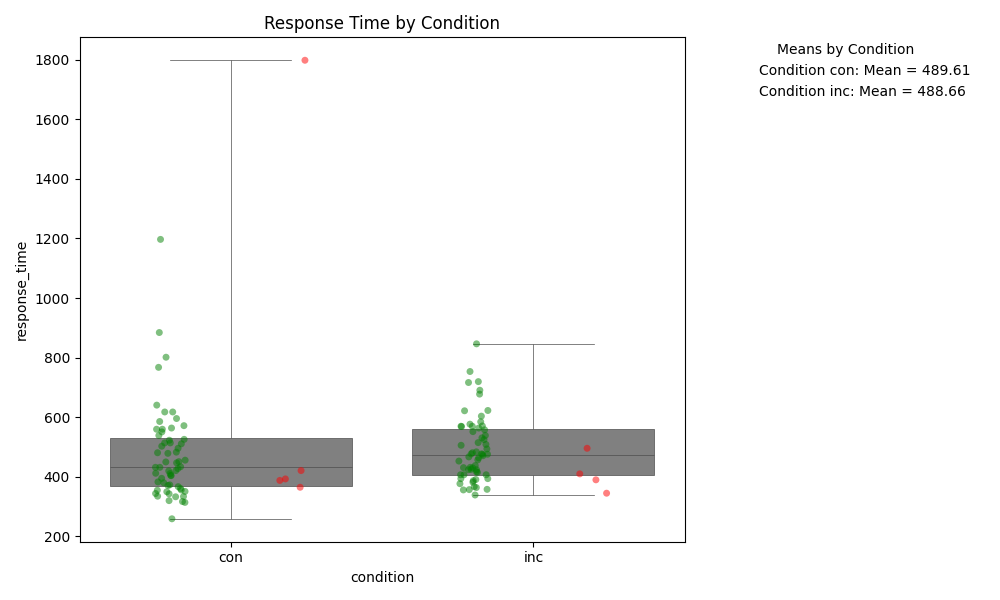 Response Time by Condition
Means by Condition
Condition con: Mean = 489.61
Condition inc: Mean = 488.66
response_time
1800
1600
1400
1200
1000
800
600
400
200
con inc
condition